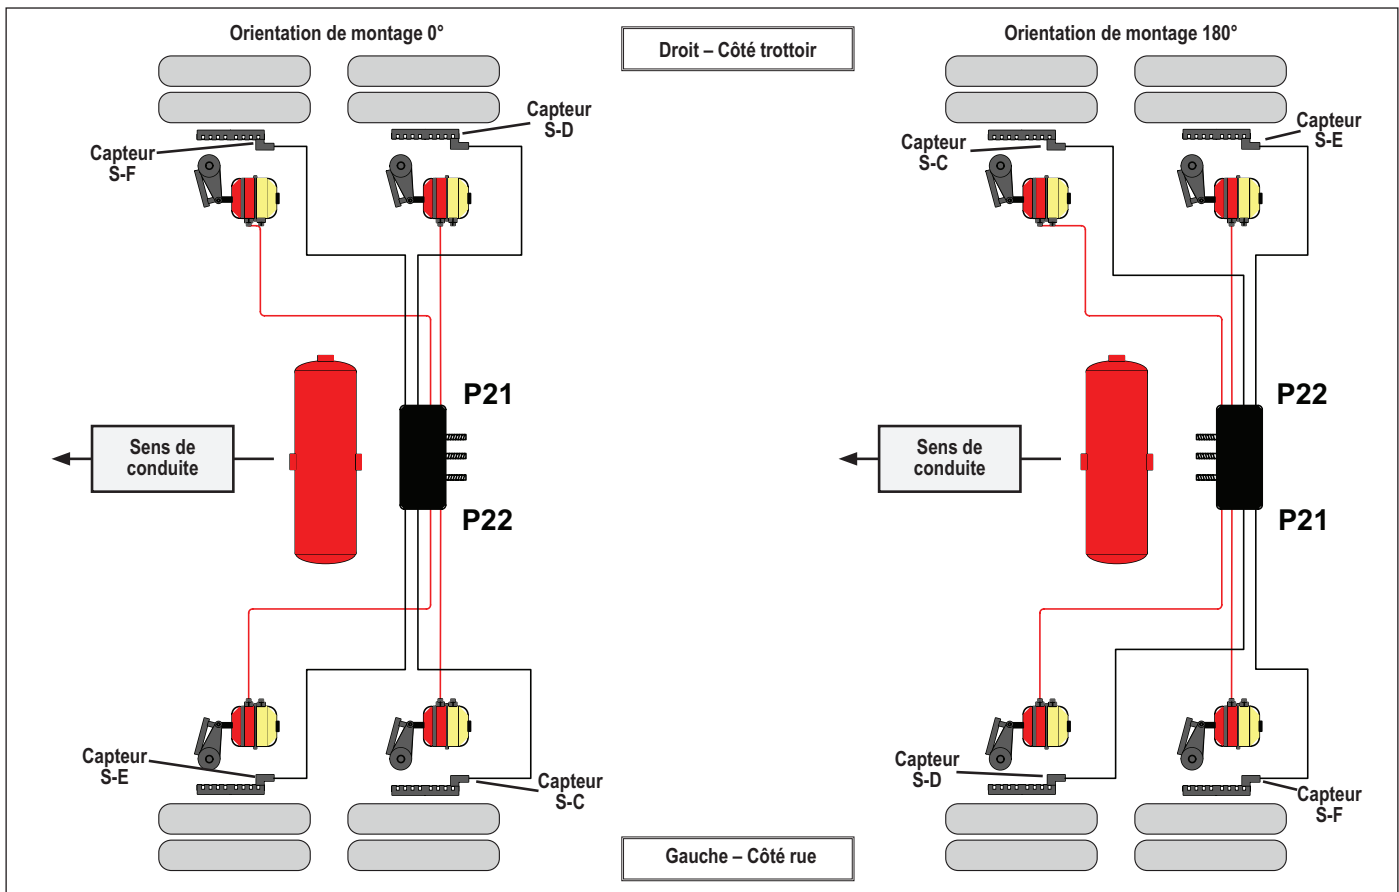 Orientation de montage 0°
Droit – Côté trottoir
Orientation de montage 180°
Capteur
S-D
Capteur
S-F
Capteur
S-E
Capteur
S-C
P21
P22
Sens de
conduite
Sens de
conduite
P22
P21
Capteur
S-E
Capteur
S-C
Capteur
S-D
Capteur
S-F
Gauche – Côté rue